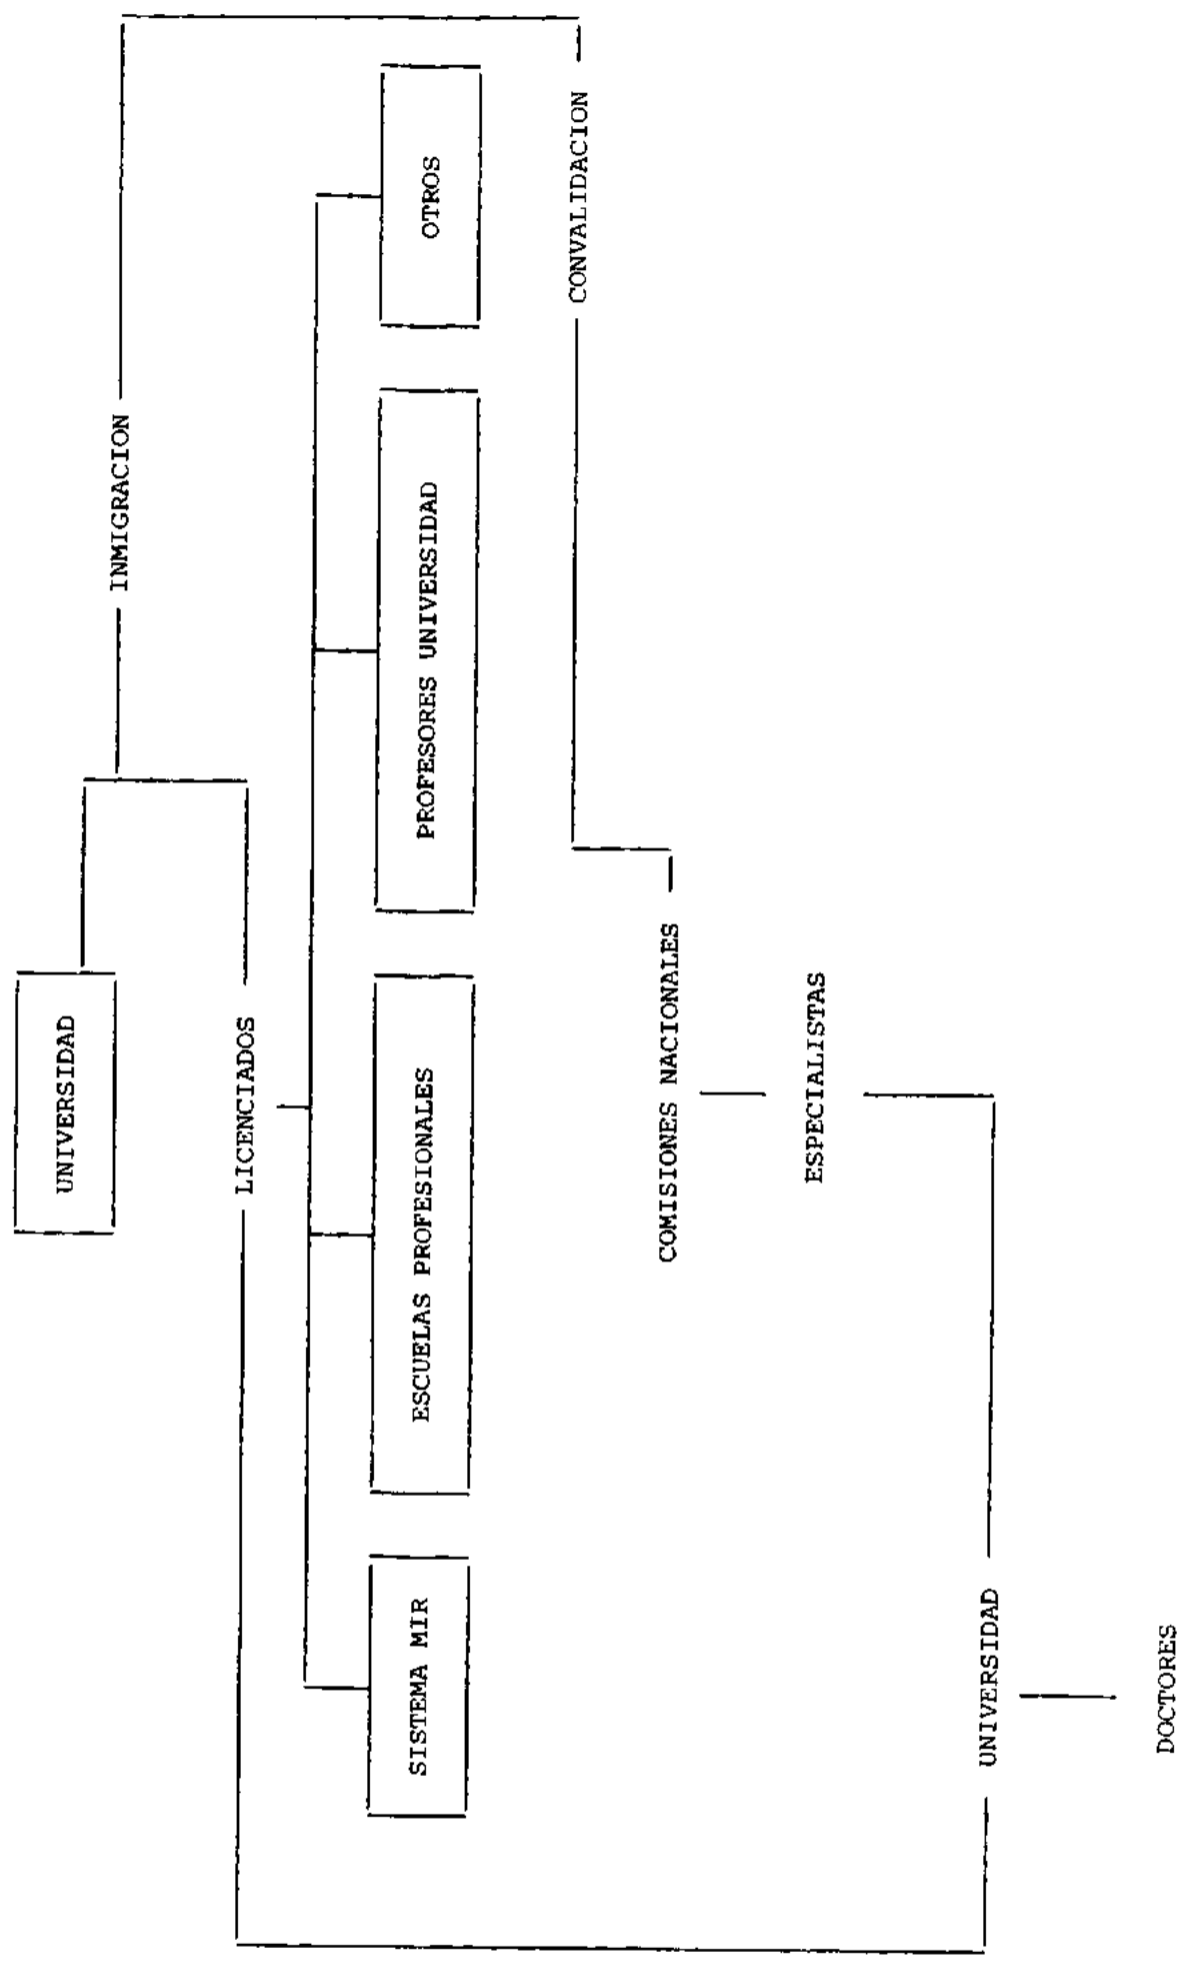 UNIVERSIDAD
INMIGRACION
LICENCIADOS
SISTEMA MIR
ESCUELAS PROFESIONALES
PROFESORES UNIVERSIDAD
OTROS
CONVALIDACION
COMISIONES NACIONALES
ESPECIALISTAS
UNIVERSIDAD
DOCTORES